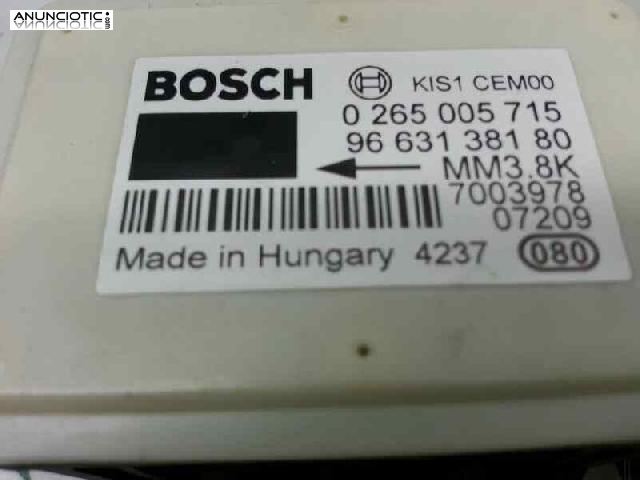 ANUNCIOTIC
BOSCH KIS1 CEM00
0 265 005 715
96 631 381 80
MM3.8K
7003978
07209
Made in Hungary 4237 080